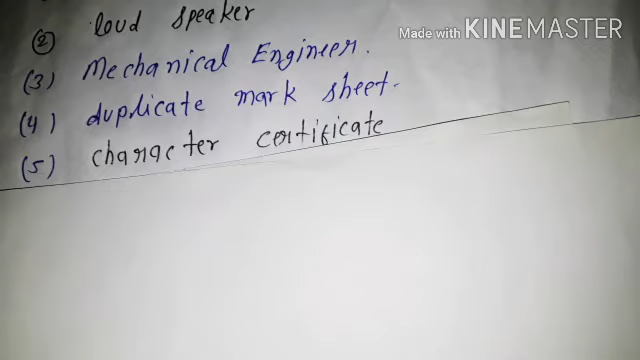 (2) loud speaker
Made with KINEMASTER
(3) Mechanical Engineer.
(4) duplicate mark sheet.
(5) character certificate